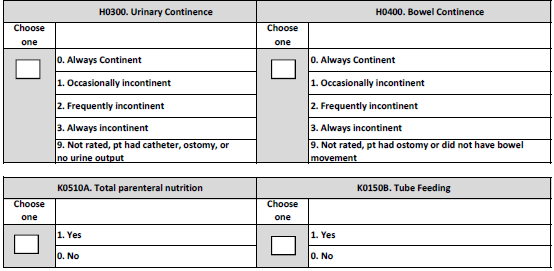 H0300. Urinary Continence
Choose one
0. Always Continent
1. Occasionally incontinent
2. Frequently incontinent
3. Always incontinent
9. Not rated, pt had catheter, ostomy, or
no urine output
H0400. Bowel Continence
Choose
one
0. Always Continent
1. Occasionally incontinent
2. Frequently incontinent
3. Always incontinent
9. Not rated, pt had ostomy or did not have bowel
movement
K0510A. Total parenteral nutrition
Choose
one
1. Yes
0. No
K0150B. Tube Feeding
Choose
one
1. Yes
0. No